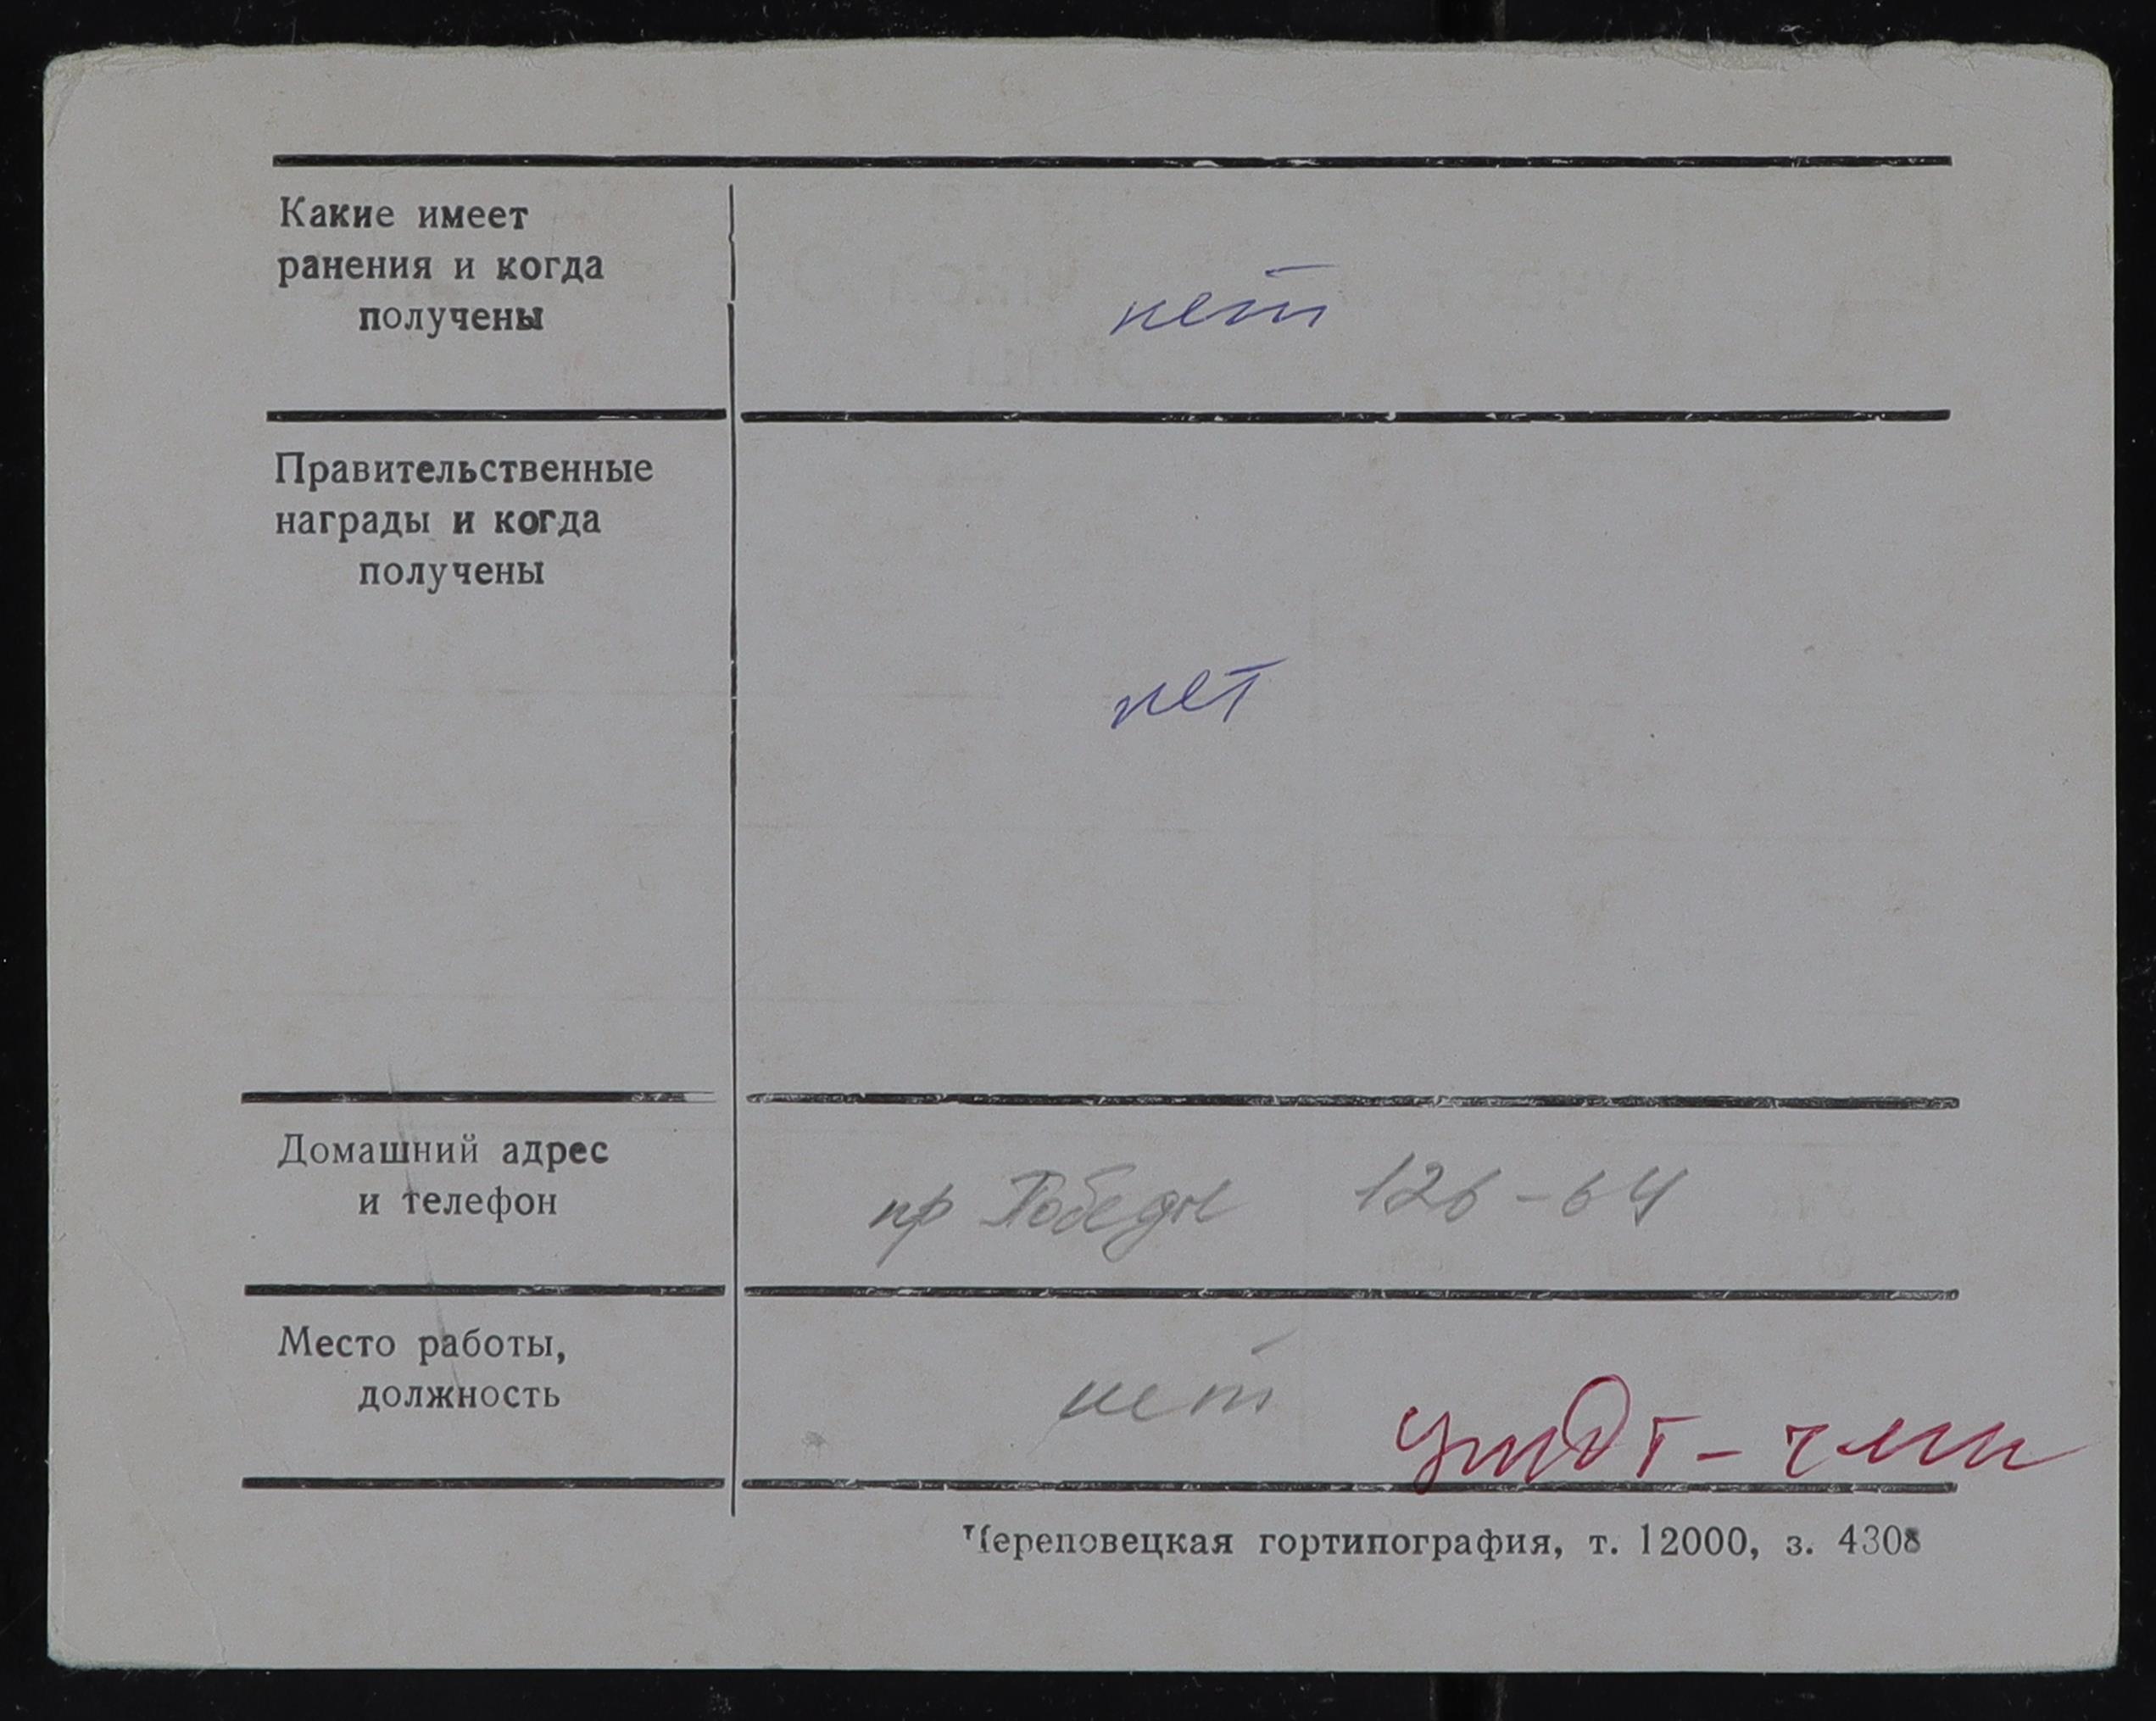 Какие имеет
ранения и когда
получены
нет
Правительственные
награды и когда
получены
нет
Домашний адрес
и телефон
пр Победы 126-64
Место работы,
должность
нет
Череповецкая гортипография, т. 12000, з. 4308